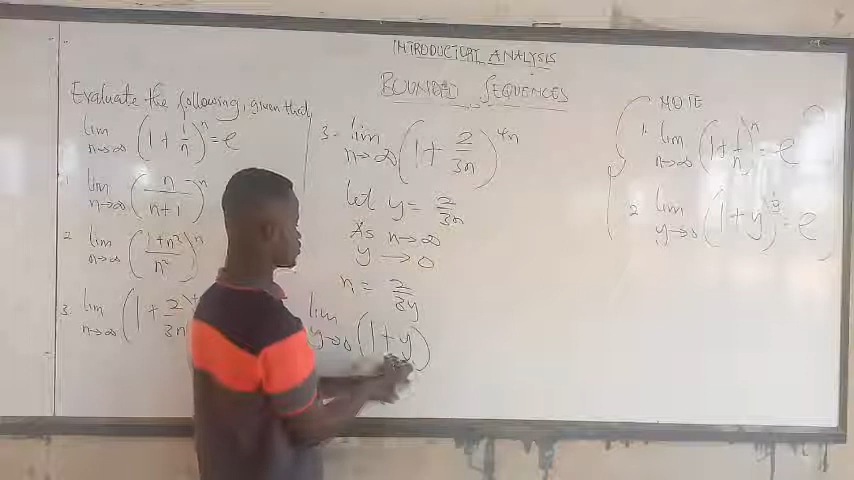 INTRODUCTORY ANALYSIS
BOUNDED SEQUENCES
Evaluate the following, given that,
lim n→∞ (1 + 1/n)^n = e
1. lim n→∞ (n/(n+1))^n
2. lim n→∞ ((1+n²)/n²)^n
3. lim n→∞ (1 + 2/3n
3. lim n→∞ (1 + 2/3n)^4n
let y = 2/3n
As n→∞
y → 0
n = 2/3y
lim y→0 (1+y)
NOTE
1. lim n→∞ (1 + 1/n)^n = e
2 lim y→0 (1+y)^1/y = e